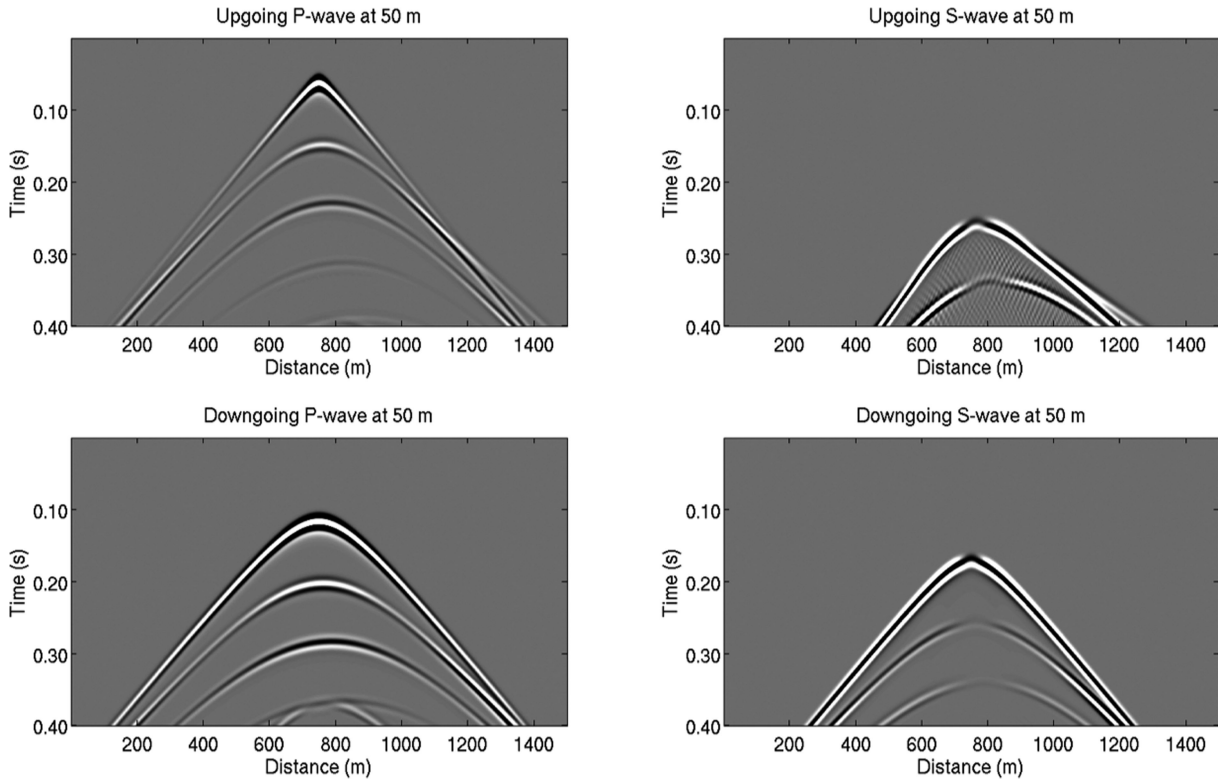 Upgoing P-wave at 50 m
Upgoing S-wave at 50 m
0.10
0.20
0.30
0.40
Time (s)
200 400 600 800 1000 1200 1400
Distance (m)
0.10
0.20
0.30
0.40
Time (s)
200 400 600 800 1000 1200 1400
Distance (m)
Downgoing P-wave at 50 m
Downgoing S-wave at 50 m
0.10
0.20
0.30
0.40
Time (s)
200 400 600 800 1000 1200 1400
Distance (m)
0.10
0.20
0.30
0.40
Time (s)
200 400 600 800 1000 1200 1400
Distance (m)